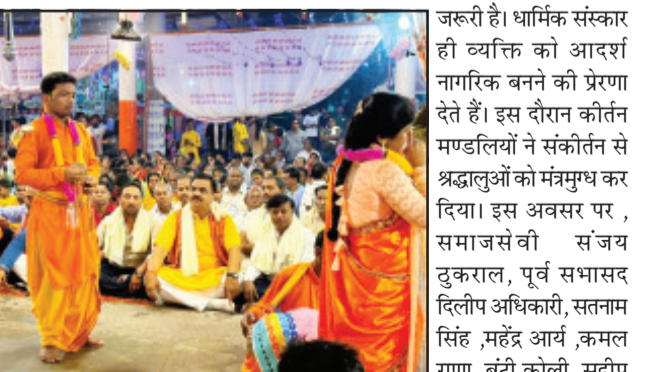 जरूरी है। धार्मिक संस्कार
ही व्यक्ति को आदर्श
नागरिक बनने की प्रेरणा
देते हैं। इस दौरान कीर्तन
मण्डलियों ने संकीर्तन से
श्रद्धालुओं को मंत्रमुग्ध कर
दिया। इस अवसर पर ,
समाजसेवी संजय
ठुकराल, पूर्व सभासद
दिलीप अधिकारी, सतनाम
सिंह ,महेंद्र आर्य ,कमल